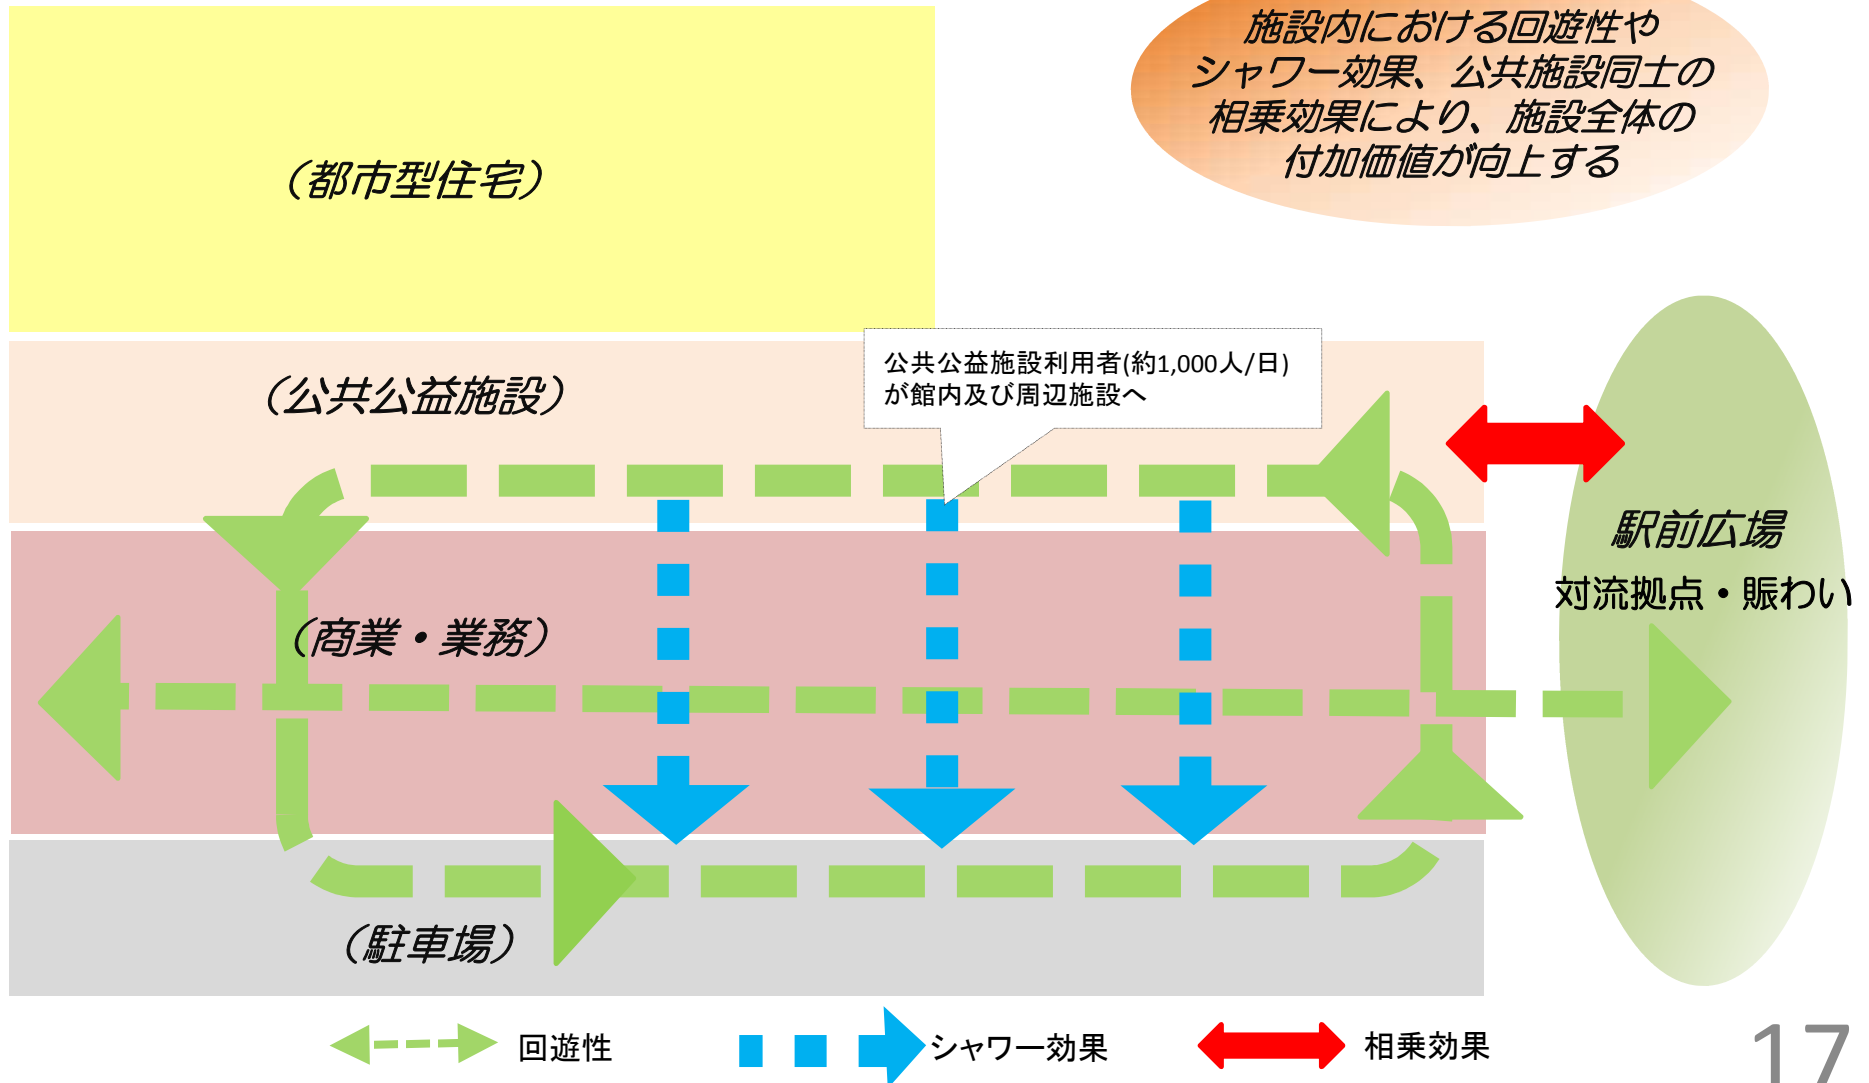 施設内における回遊性や
シャワー効果、公共施設同士の
相乗効果により、施設全体の
付加価値が向上する
（都市型住宅）
公共公益施設利用者(約1,000人/日)
が館内及び周辺施設へ
（公共公益施設）
駅前広場
対流拠点・賑わい
（商業・業務）
（駐車場）
回遊性
シャワー効果
相乗効果
17